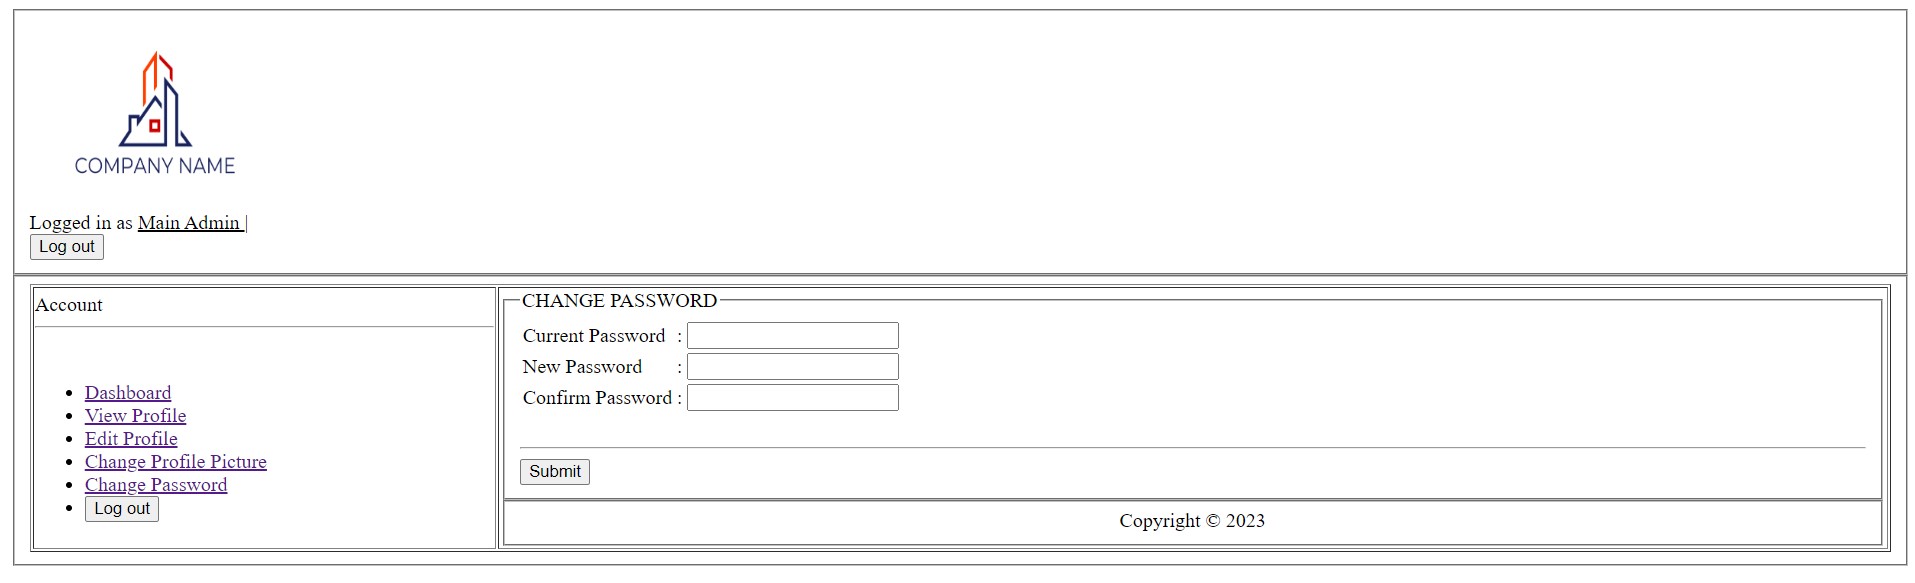 COMPANY NAME
Logged in as Main Admin |
Log out
Account
Dashboard
View Profile
Edit Profile
Change Profile Picture
Change Password
Log out
CHANGE PASSWORD
Current Password :
New Password :
Confirm Password :
Submit
Copyright © 2023